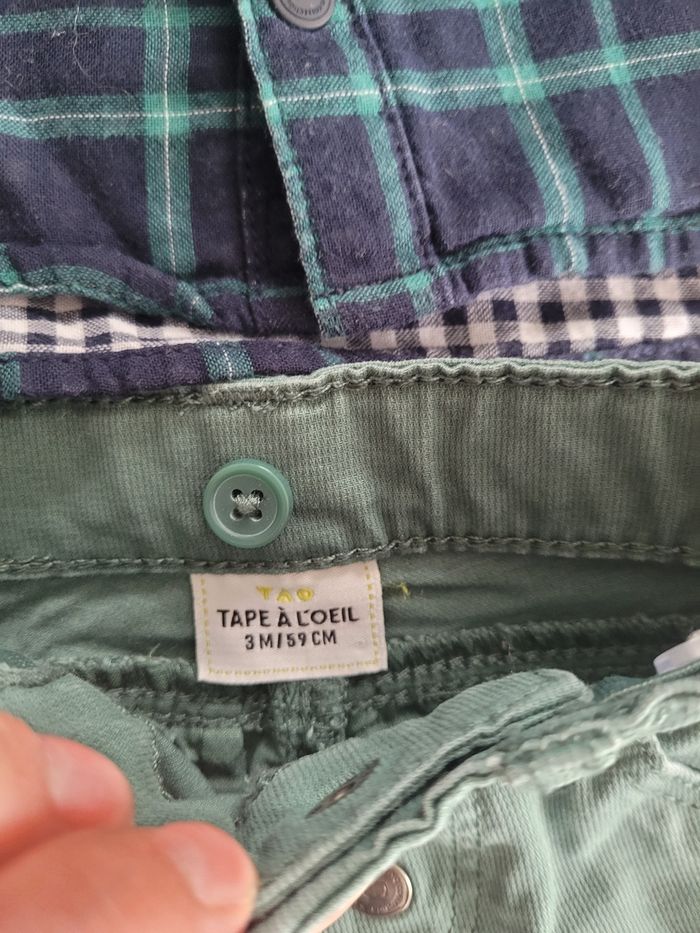 TAO
TAPE À L'OEIL
3M/59CM